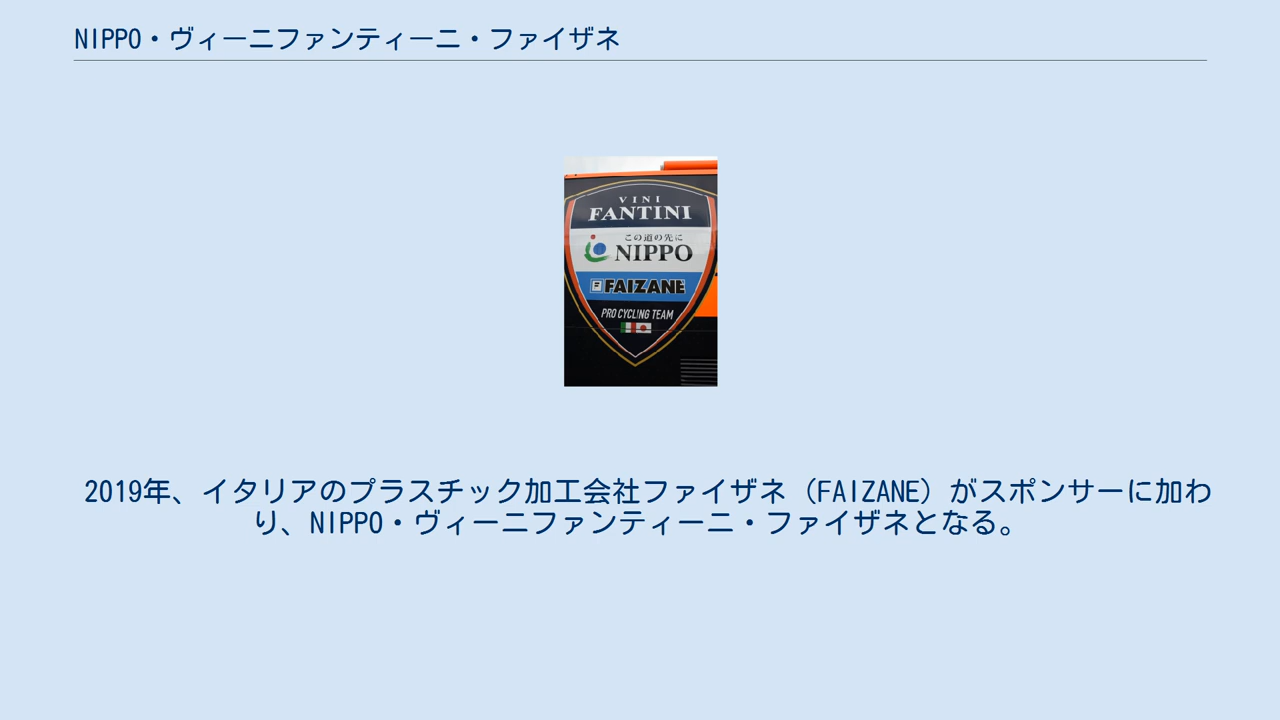 NIPPO・ヴィーニファンティーニ・ファイザネ
VINI
FANTINI
この道の先に
NIPPO
F FAIZANE
PRO CYCLING TEAM
2019年、イタリアのプラスチック加工会社ファイザネ（FAIZANE）がスポンサーに加わ
り、NIPPO・ヴィーニファンティーニ・ファイザネとなる。